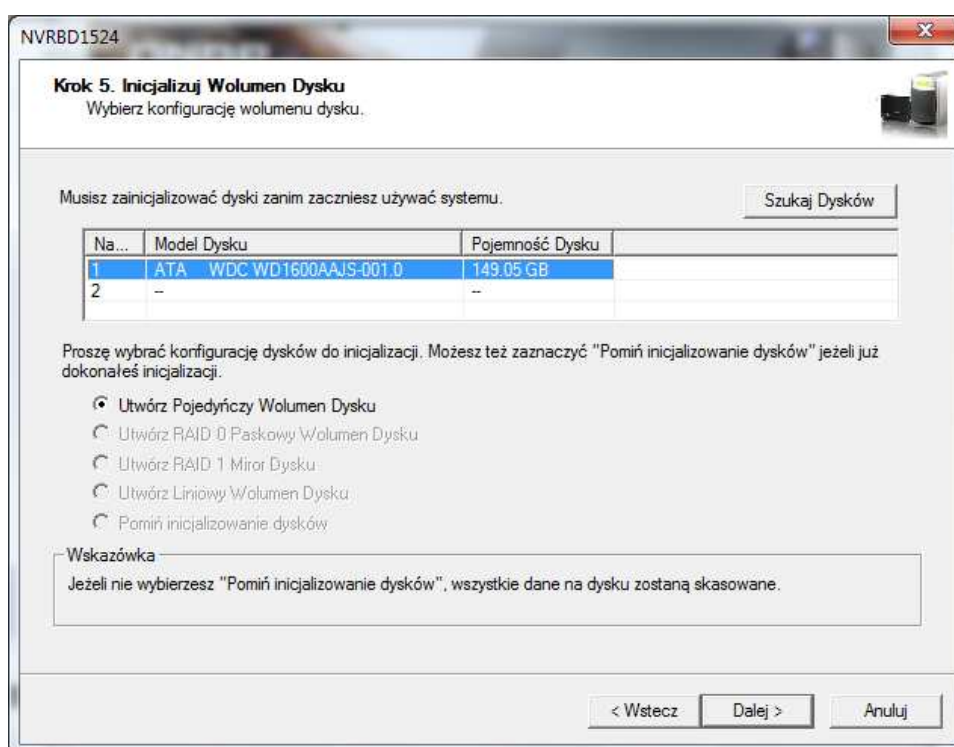 NVRBD1524
Krok 5. Inicjalizuj Wolumen Dysku
Wybierz konfigurację wolumenu dysku.
Musisz zainicjalizować dyski zanim zaczniesz używać systemu.
Szukaj Dysków
Na... Model Dysku Pojemność Dysku
1 ATA WDC WD1600AAJS-001.0 149.05 GB
2 -- --
Proszę wybrać konfigurację dysków do inicjalizacji. Możesz też zaznaczyć "Pomiń inicjalizowanie dysków" jeżeli już
dokonałeś inicjalizacji.
Utwórz Pojedyńczy Wolumen Dysku
Utwórz RAID 0 Paskowy Wolumen Dysku
Utwórz RAID 1 Miror Dysku
Utwórz Liniowy Wolumen Dysku
Pomiń inicjalizowanie dysków
Wskazówka
Jeżeli nie wybierzesz "Pomiń inicjalizowanie dysków", wszystkie dane na dysku zostaną skasowane.
< Wstecz Dalej > Anuluj